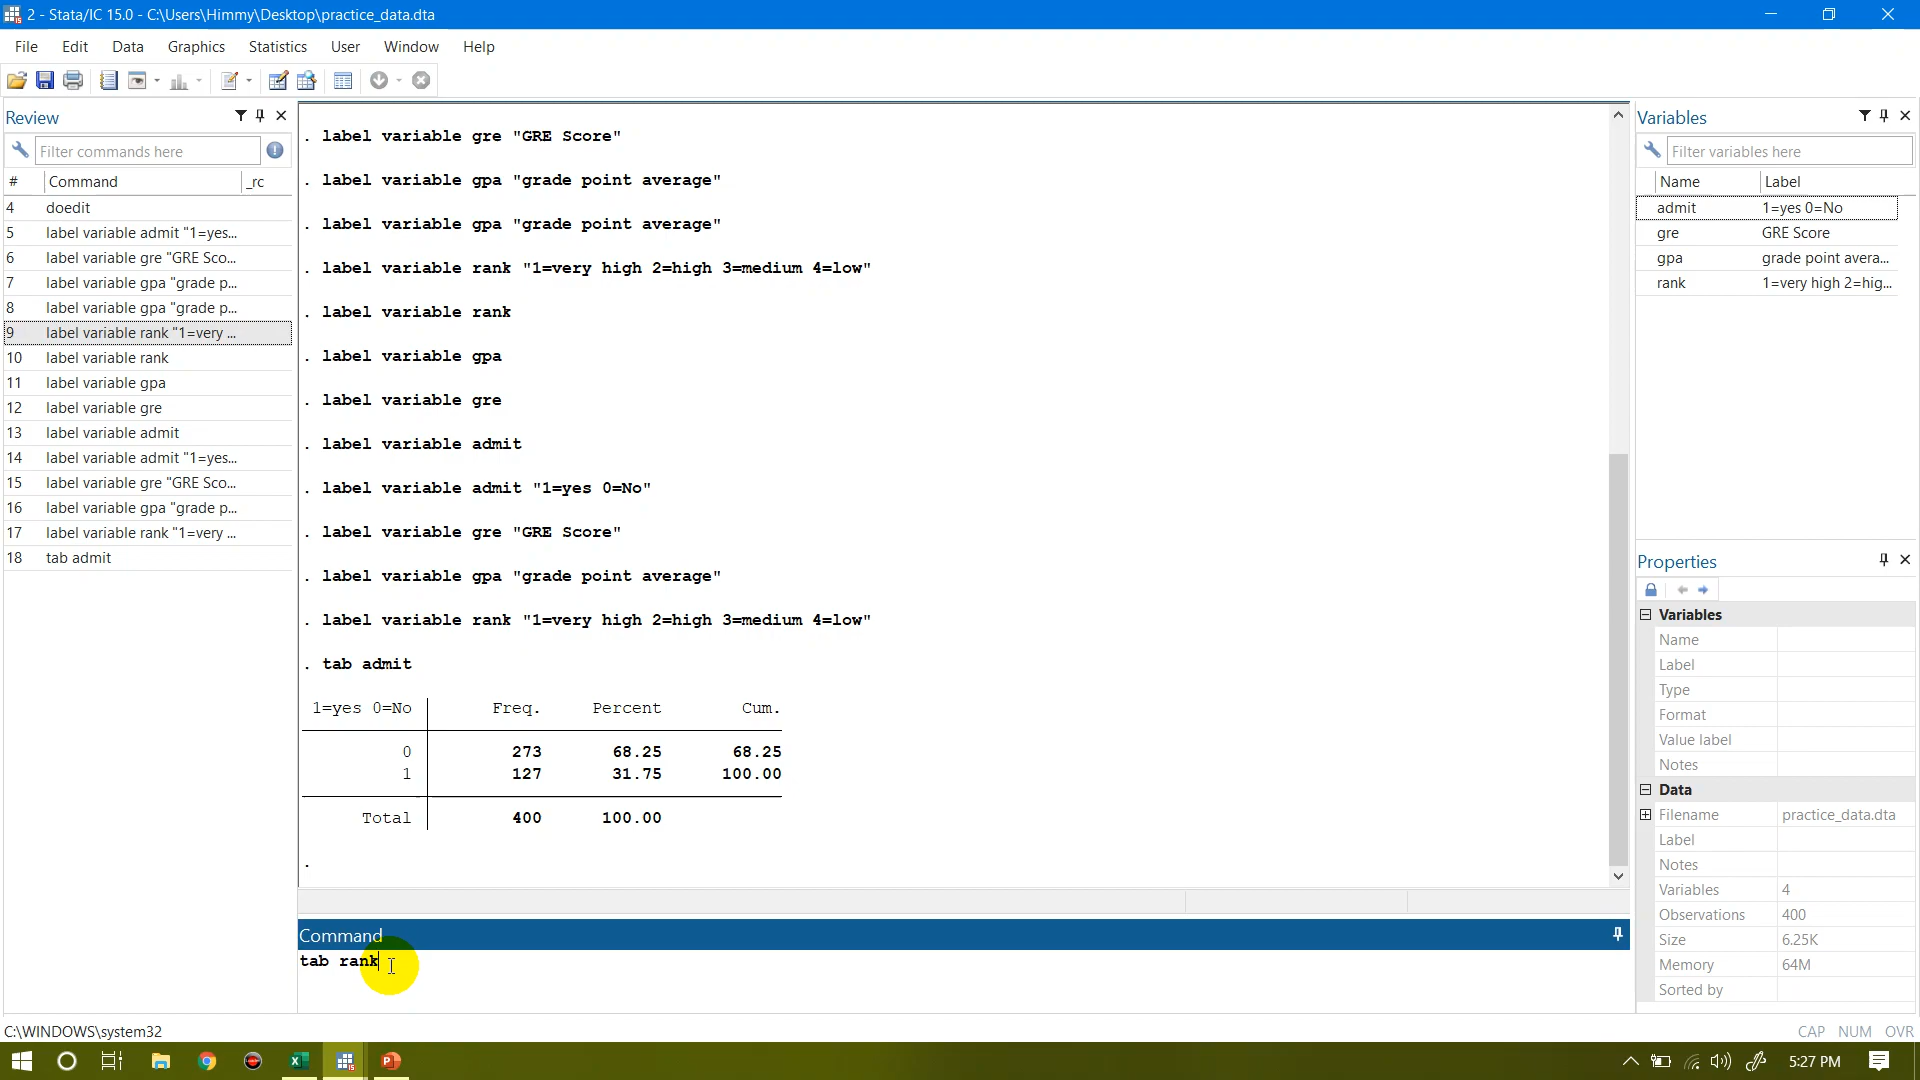 2 - Stata/IC 15.0 - C:\Users\Himmy\Desktop\practice_data.dta
File Edit Data Graphics Statistics User Window Help
Review
Filter commands here
# Command _rc
4 doedit
5 label variable admit "1=yes...
6 label variable gre "GRE Sco...
7 label variable gpa "grade p...
8 label variable gpa "grade p...
9 label variable rank "1=very ...
10 label variable rank
11 label variable gpa
12 label variable gre
13 label variable admit
14 label variable admit "1=yes...
15 label variable gre "GRE Sco...
16 label variable gpa "grade p...
17 label variable rank "1=very ...
18 tab admit
. label variable gre "GRE Score"
. label variable gpa "grade point average"
. label variable gpa "grade point average"
. label variable rank "1=very high 2=high 3=medium 4=low"
. label variable rank
. label variable gpa
. label variable gre
. label variable admit
. label variable admit "1=yes 0=No"
. label variable gre "GRE Score"
. label variable gpa "grade point average"
. label variable rank "1=very high 2=high 3=medium 4=low"
. tab admit
1=yes 0=No Freq. Percent Cum.
0 273 68.25 68.25
1 127 31.75 100.00
Total 400 100.00
.
Command
tab rank
Variables
Filter variables here
Name Label
admit 1=yes 0=No
gre GRE Score
gpa grade point avera...
rank 1=very high 2=hig...
Properties
Variables
Name
Label
Type
Format
Value label
Notes
Data
Filename practice_data.dta
Label
Notes
Variables 4
Observations 400
Size 6.25K
Memory 64M
Sorted by
C:\WINDOWS\system32
CAP NUM OVR
5:27 PM